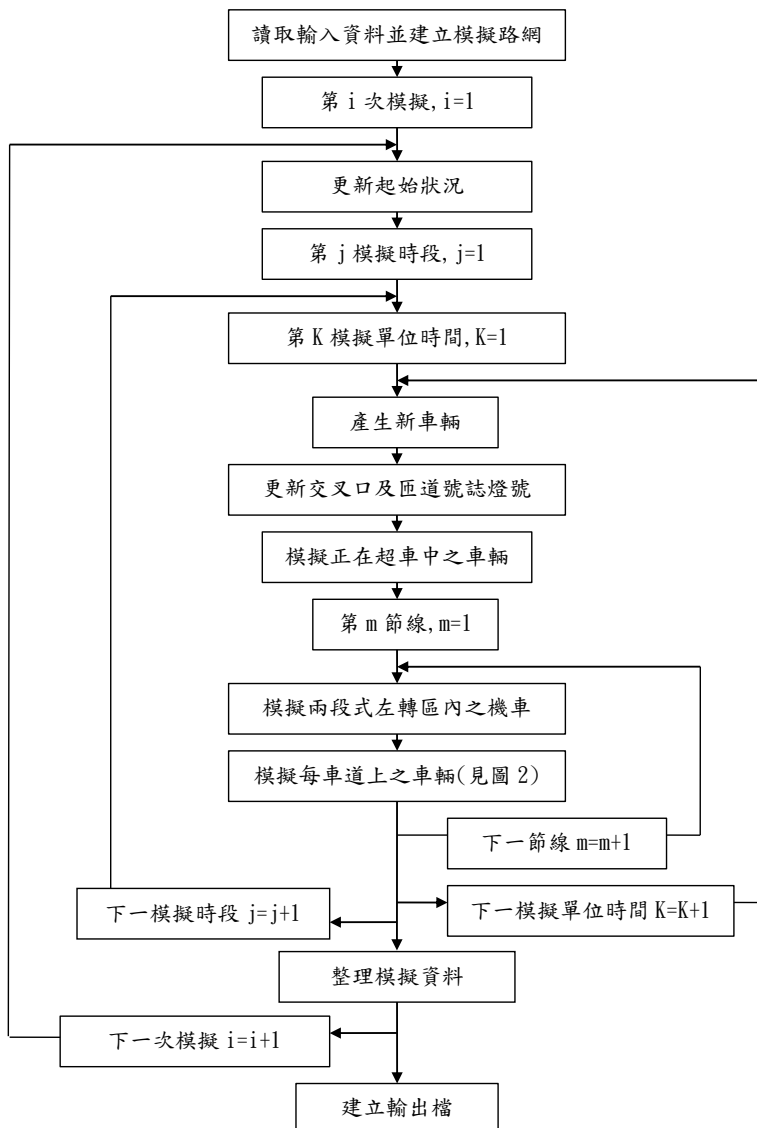 讀取輸入資料並建立模擬路網
第 i 次模擬, i=1
更新起始狀況
第 j 模擬時段, j=1
第 K 模擬單位時間, K=1
產生新車輛
更新交叉口及匝道號誌燈號
模擬正在超車中之車輛
第 m 節線, m=1
模擬兩段式左轉區內之機車
模擬每車道上之車輛(見圖 2)
下一節線 m=m+1
下一模擬時段 j=j+1
下一模擬單位時間 K=K+1
整理模擬資料
下一次模擬 i=i+1
建立輸出檔